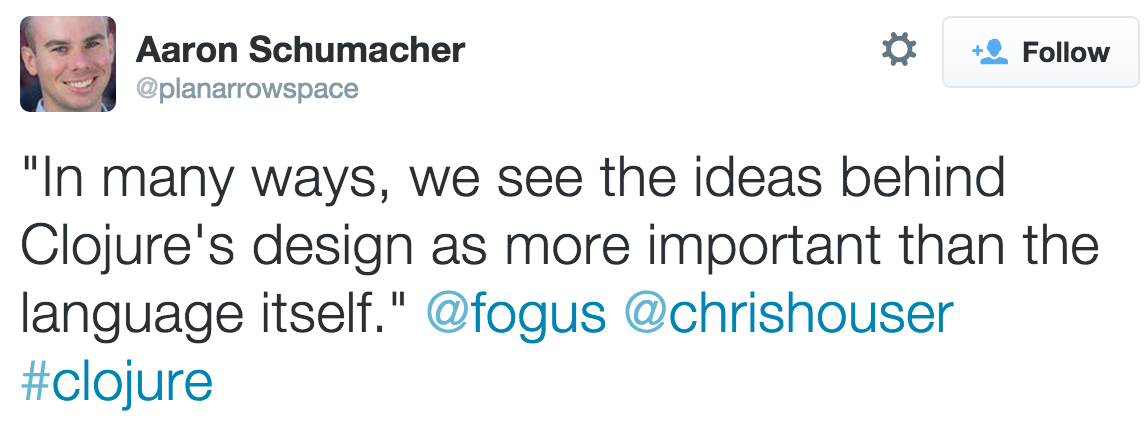 Aaron Schumacher
@planarrowspace
Follow
"In many ways, we see the ideas behind
Clojure's design as more important than the
language itself." @fogus @chrishouser
#clojure